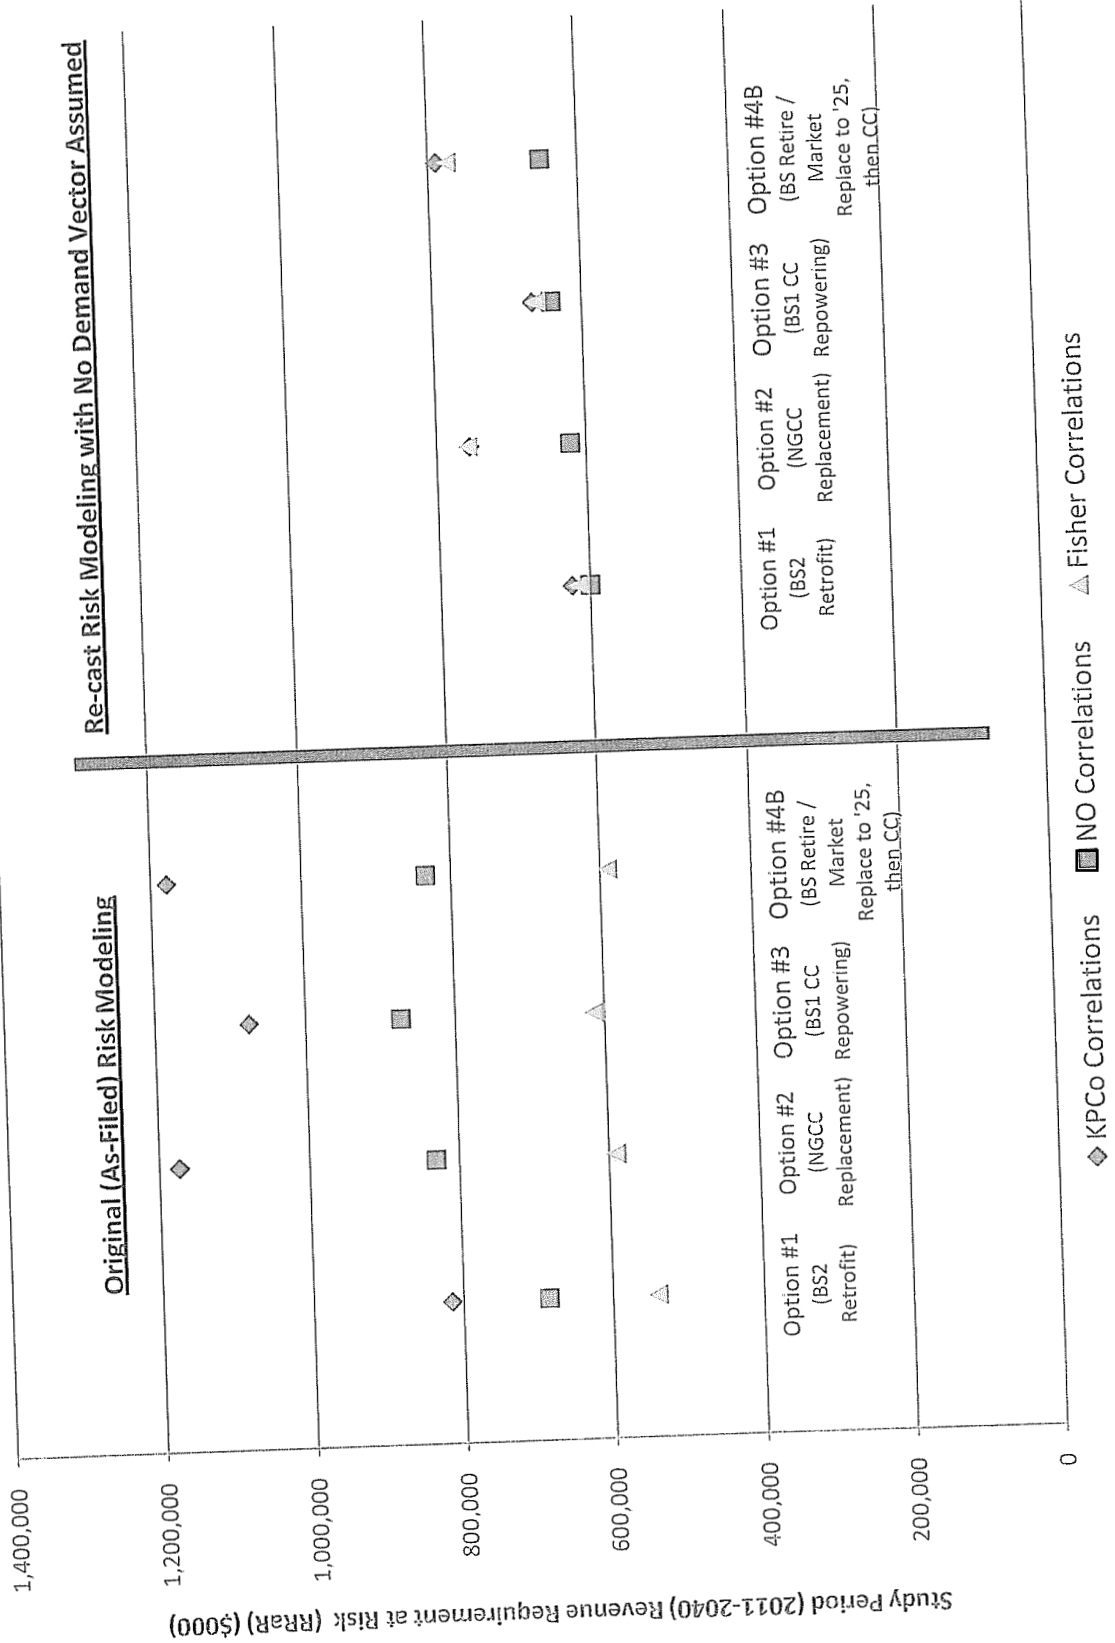 Original (As-Filed) Risk Modeling
Re-cast Risk Modeling with No Demand Vector Assumed
Study Period (2011-2040) Revenue Requirement at Risk (RRaR) ($000)
1,400,000
1,200,000
1,000,000
800,000
600,000
400,000
200,000
0
Option #1
(BS2
Retrofit)
Option #2
(NGCC
Replacement)
Option #3
(BS1 CC
Repowering)
Option #4B
(BS Retire /
Market
Replace to '25,
then CC)
Option #1
(BS2
Retrofit)
Option #2
(NGCC
Replacement)
Option #3
(BS1 CC
Repowering)
Option #4B
(BS Retire /
Market
Replace to '25,
then CC)
KPCo Correlations
NO Correlations
Fisher Correlations